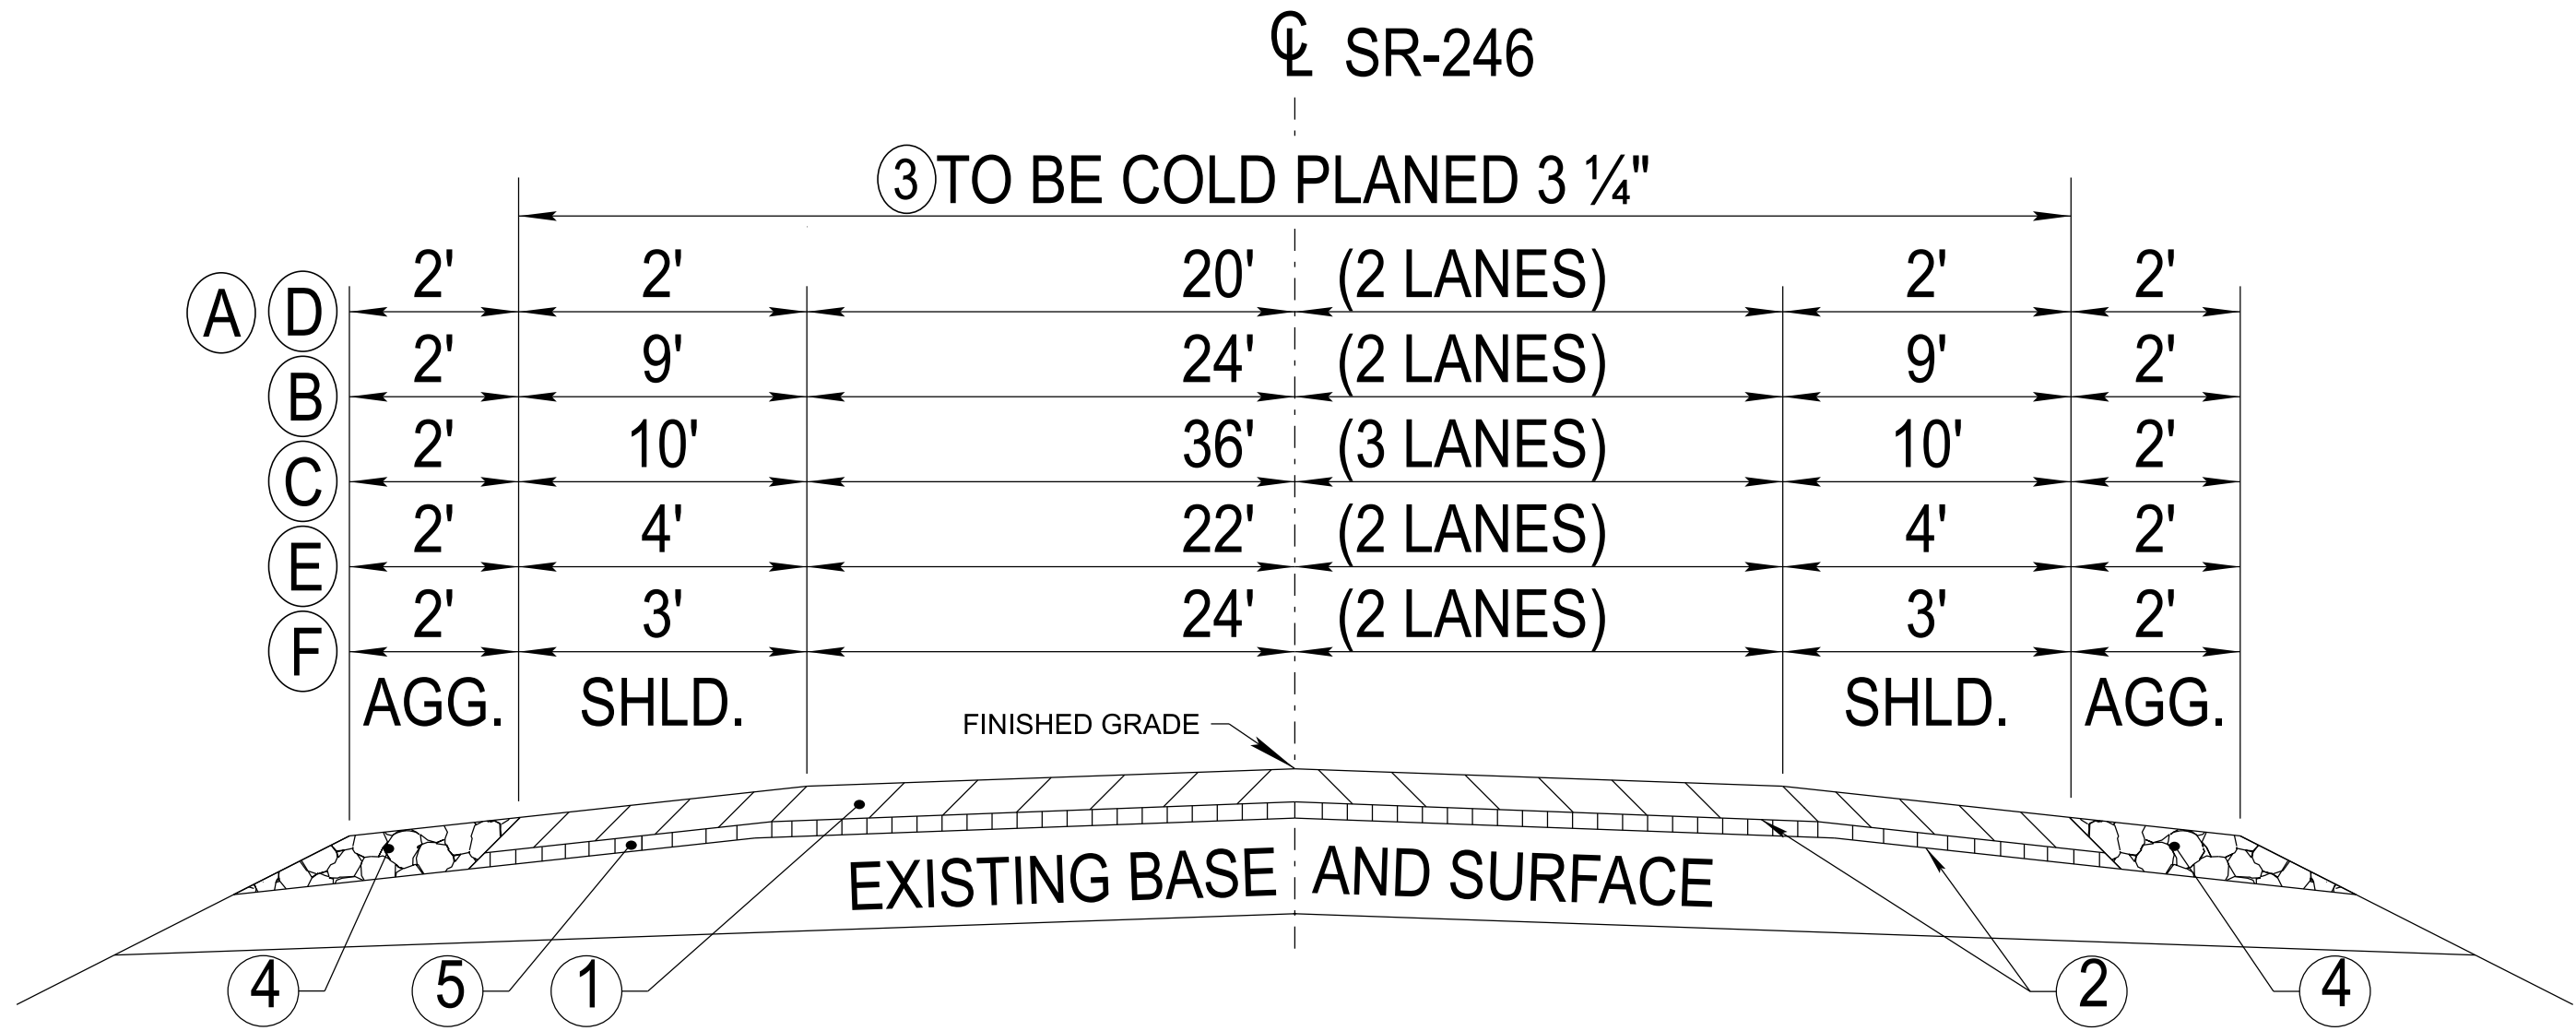 ℄ SR-246
3 TO BE COLD PLANED 3 ¼"
A D 2' 2' 20' (2 LANES) 2' 2'
B 2' 9' 24' (2 LANES) 9' 2'
C 2' 10' 36' (3 LANES) 10' 2'
E 2' 4' 22' (2 LANES) 4' 2'
F 2' 3' 24' (2 LANES) 3' 2'
AGG. SHLD. SHLD. AGG.
FINISHED GRADE
EXISTING BASE AND SURFACE
4 5 1 2 4